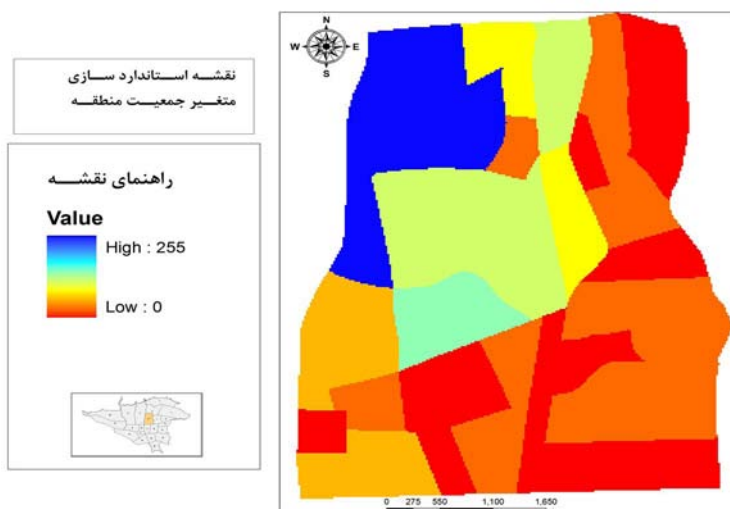 نقشه استاندارد سازی
متغیر جمعیت منطقه
راهنمای نقشه
Value
High : 255
Low : 0
N
W E
S
0 275 550 1,100 1,650